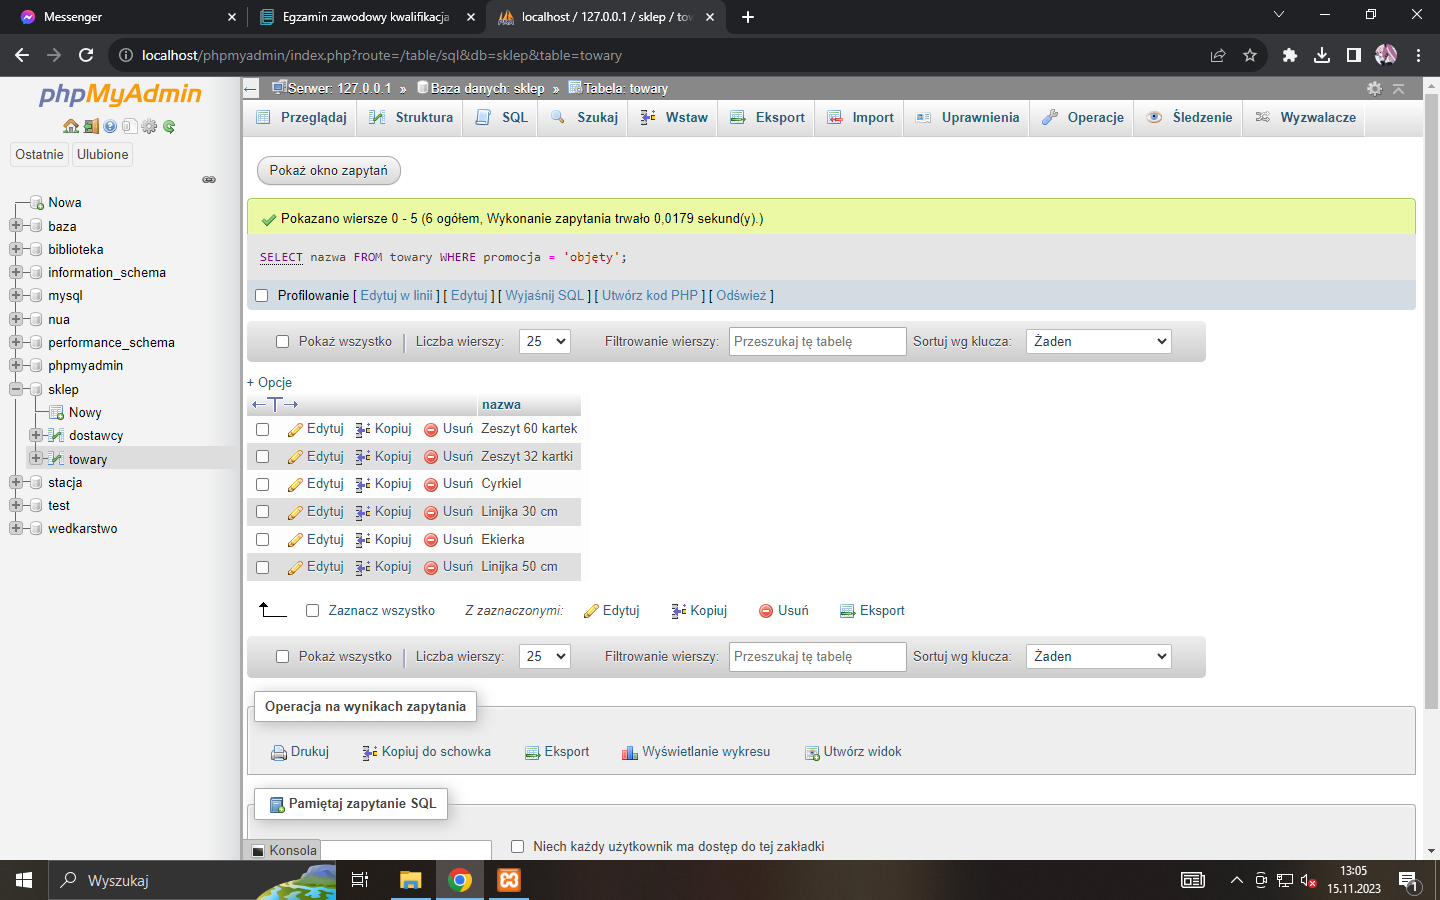 Messenger
Egzamin zawodowy kwalifikacja
localhost / 127.0.0.1 / sklep / tow
localhost/phpmyadmin/index.php?route=/table/sql&db=sklep&table=towary
phpMyAdmin
Ostatnie Ulubione
Nowa
baza
biblioteka
information_schema
mysql
nua
performance_schema
phpmyadmin
sklep
Nowy
dostawcy
towary
stacja
test
wedkarstwo
Serwer: 127.0.0.1 » Baza danych: sklep » Tabela: towary
Przeglądaj Struktura SQL Szukaj Wstaw Eksport Import Uprawnienia Operacje Śledzenie Wyzwalacze
Pokaż okno zapytań
Pokazano wiersze 0 - 5 (6 ogółem, Wykonanie zapytania trwało 0,0179 sekund(y).)
SELECT nazwa FROM towary WHERE promocja = 'objęty';
Profilowanie [ Edytuj w linii ] [ Edytuj ] [ Wyjaśnij SQL ] [ Utwórz kod PHP ] [ Odśwież ]
Pokaż wszystko Liczba wierszy: 25 Filtrowanie wierszy: Przeszukaj tę tabelę Sortuj wg klucza: Żaden
+ Opcje
nazwa
Edytuj Kopiuj Usuń Zeszyt 60 kartek
Edytuj Kopiuj Usuń Zeszyt 32 kartki
Edytuj Kopiuj Usuń Cyrkiel
Edytuj Kopiuj Usuń Linijka 30 cm
Edytuj Kopiuj Usuń Ekierka
Edytuj Kopiuj Usuń Linijka 50 cm
Zaznacz wszystko Z zaznaczonymi: Edytuj Kopiuj Usuń Eksport
Pokaż wszystko Liczba wierszy: 25 Filtrowanie wierszy: Przeszukaj tę tabelę Sortuj wg klucza: Żaden
Operacja na wynikach zapytania
Drukuj Kopiuj do schowka Eksport Wyświetlanie wykresu Utwórz widok
Pamiętaj zapytanie SQL
Konsola
Niech każdy użytkownik ma dostęp do tej zakładki
Wyszukaj
13:05
15.11.2023
1